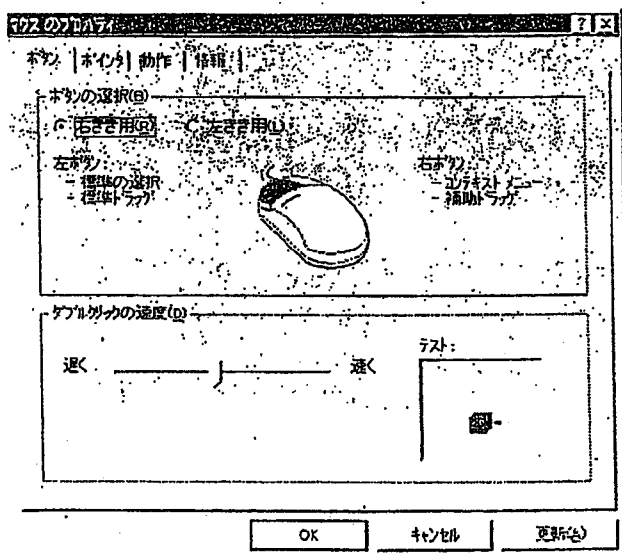 マウスのプロパティ
ボタン ポインタ 動作 情報
ボタンの選択(B)
右きき用(R) 左きき用(L)
左ボタン 右ボタン
- 標準の選択 - コンテキスト メニュー
- 標準ドラッグ - 補助ドラッグ
ダブルクリックの速度(D)
テスト:
遅く 速く
OK キャンセル 更新(A)